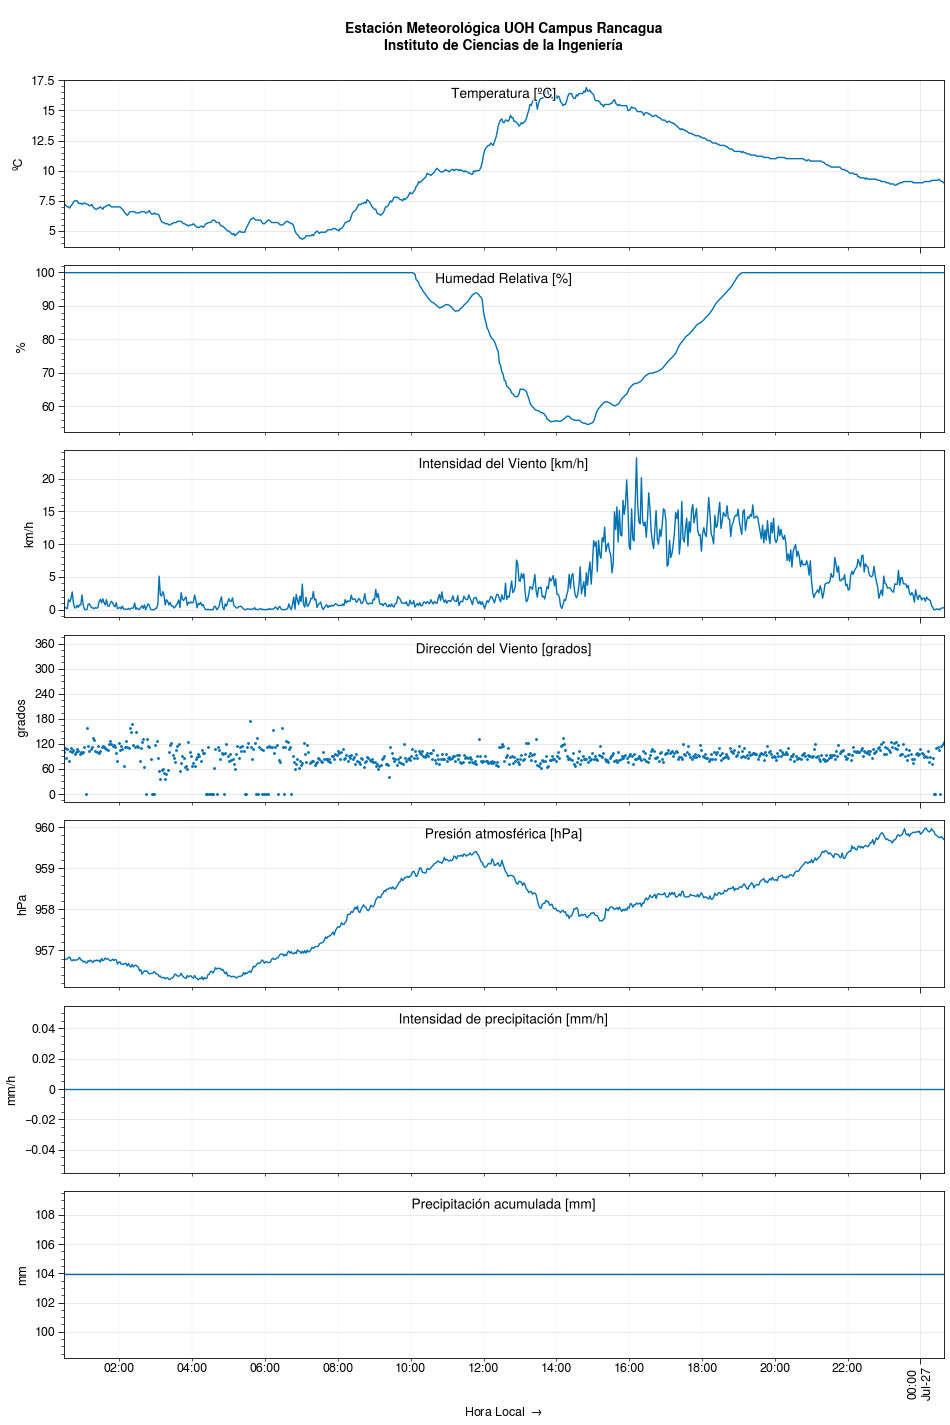 Estación Meteorológica UOH Campus Rancagua
Instituto de Ciencias de la Ingeniería
Temperatura [ºC]
17.5
15
12.5
10
7.5
5
ºC
Humedad Relativa [%]
100
90
80
70
60
%
Intensidad del Viento [km/h]
20
15
10
5
0
km/h
Dirección del Viento [grados]
360
300
240
180
120
60
0
grados
Presión atmosférica [hPa]
960
959
958
957
hPa
Intensidad de precipitación [mm/h]
0.04
0.02
0
−0.02
−0.04
mm/h
Precipitación acumulada [mm]
108
106
104
102
100
mm
02:00 04:00 06:00 08:00 10:00 12:00 14:00 16:00 18:00 20:00 22:00
00:00
Jul-27
Hora Local →